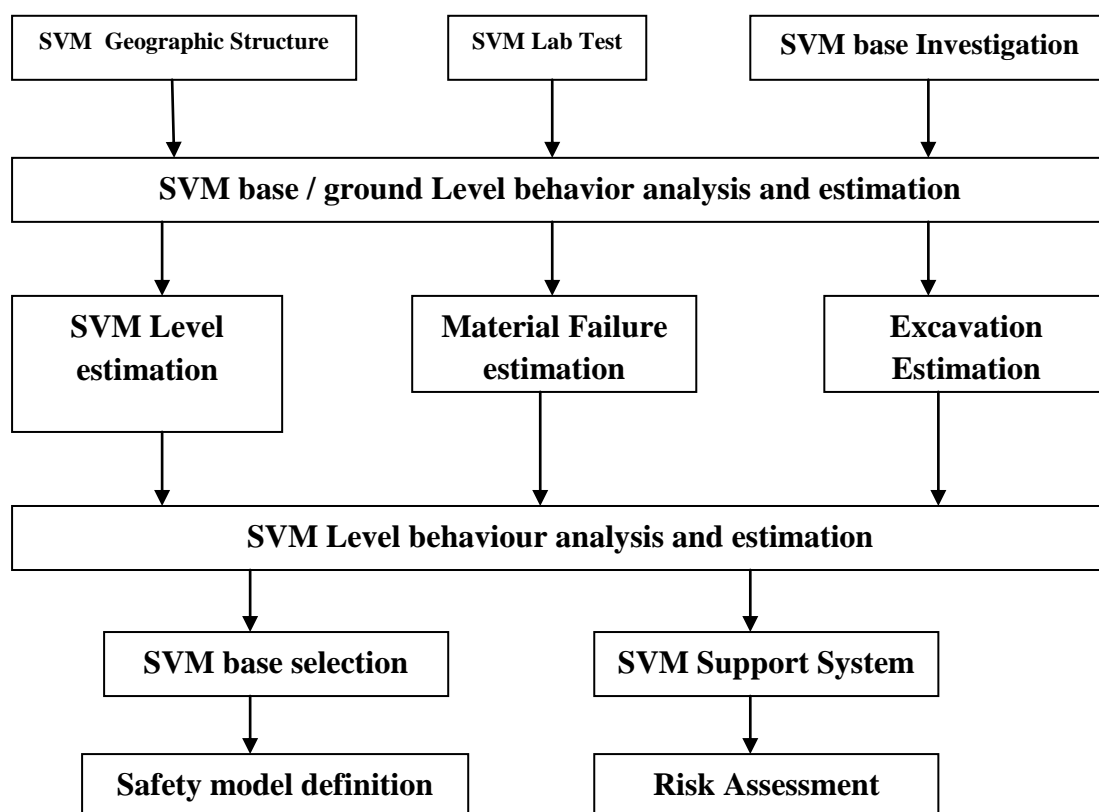 SVM  Geographic Structure
SVM Lab Test
SVM base Investigation
SVM base / ground Level behavior analysis and estimation
SVM Level
estimation
Material Failure
estimation
Excavation
Estimation
SVM Level behaviour analysis and estimation
SVM base selection
SVM Support System
Safety model definition
Risk Assessment